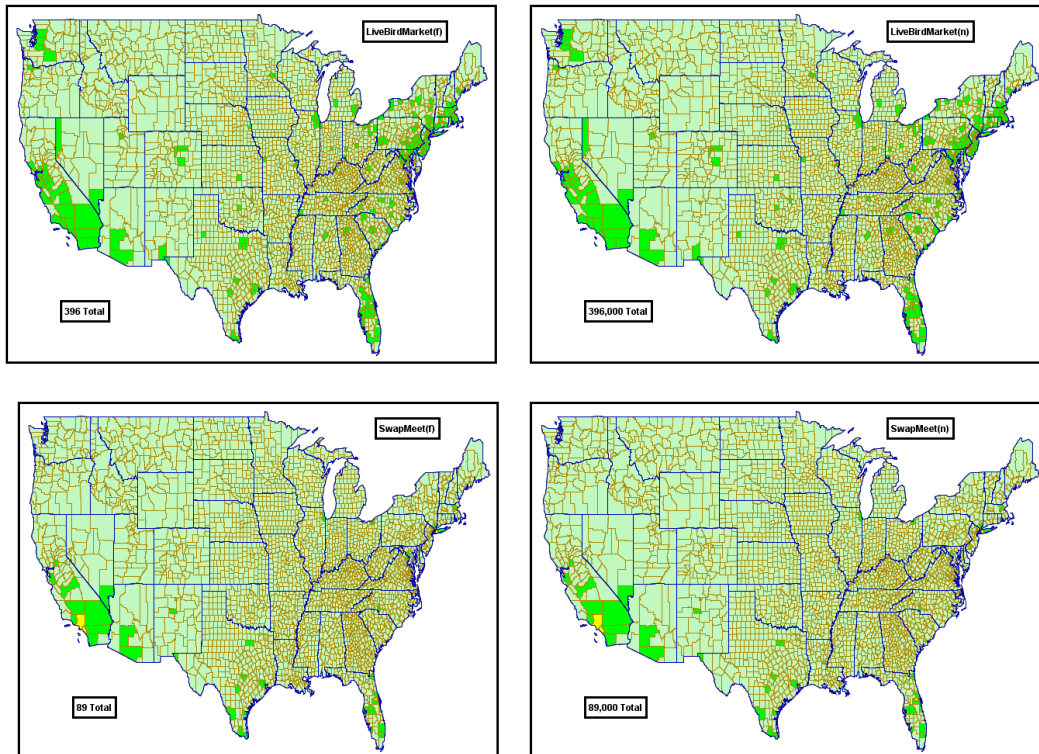 LiveBirdMarket(f)
LiveBirdMarket(n)
396 Total
396,000 Total
SwapMeet(f)
SwapMeet(n)
89 Total
89,000 Total